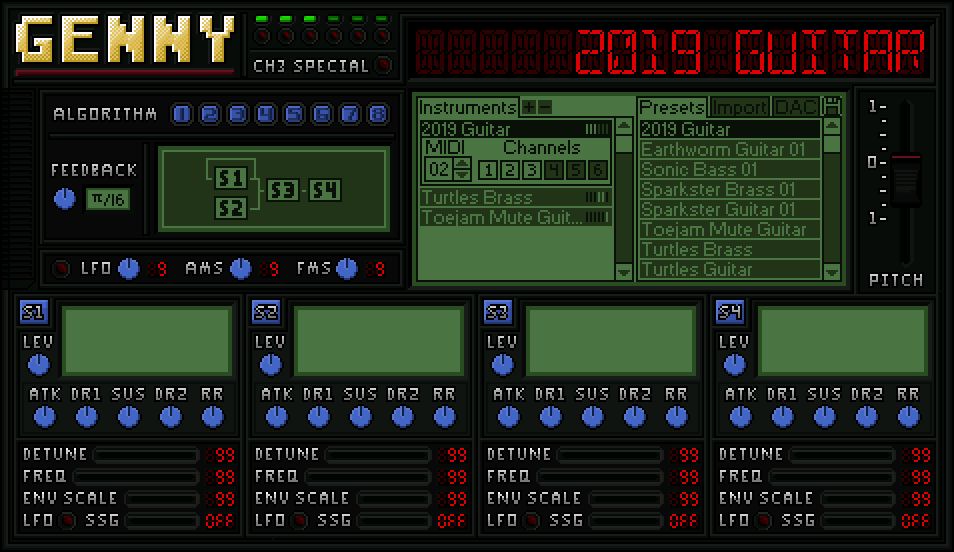 GENNY
CH3 SPECIAL
2019 GUITAR
ALGORITHM 1 2 3 4 5 6 7 8
FEEDBACK
π/16
S1
S2
S3
S4
LFO 9 AMS 9 FMS 9
Instruments + -
2019 Guitar
MIDI Channels
02 1 2 3 4 5 6
Turtles Brass
Toejam Mute Guit...
Presets Import DAC
2019 Guitar
Earthworm Guitar 01
Sonic Bass 01
Sparkster Brass 01
Sparkster Guitar 01
Toejam Mute Guitar
Turtles Brass
Turtles Guitar
1-
0-
1-
PITCH
S1
LEV
ATK DR1 SUS DR2 RR
DETUNE 99
FREQ 99
ENV SCALE 99
LFO SSG OFF
S2
LEV
ATK DR1 SUS DR2 RR
DETUNE 99
FREQ 99
ENV SCALE 99
LFO SSG OFF
S3
LEV
ATK DR1 SUS DR2 RR
DETUNE 99
FREQ 99
ENV SCALE 99
LFO SSG OFF
S4
LEV
ATK DR1 SUS DR2 RR
DETUNE 99
FREQ 99
ENV SCALE 99
LFO SSG OFF